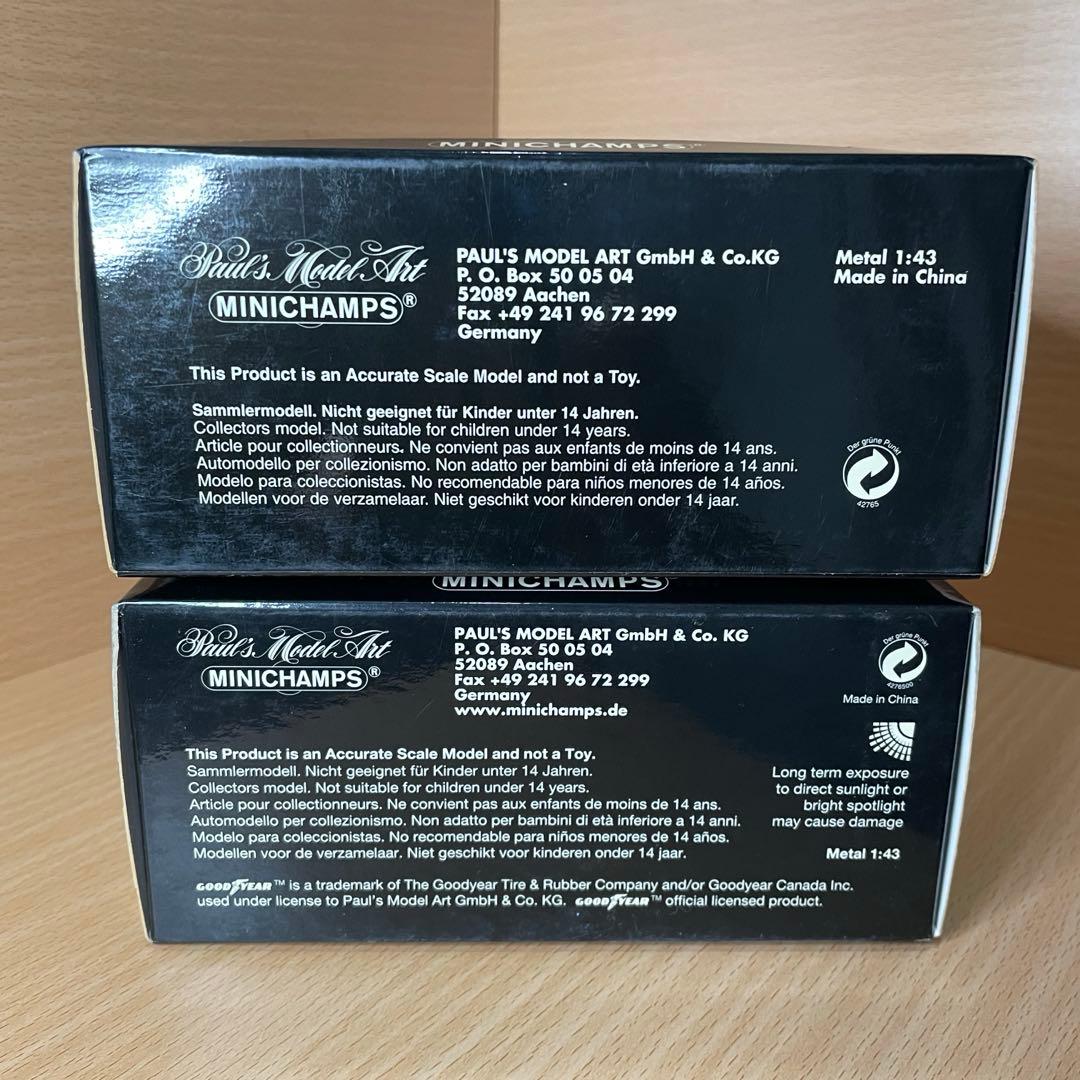 MINICHAMPS®
Paul's Model Art
MINICHAMPS®
PAUL'S MODEL ART GmbH & Co.KG
P. O. Box 50 05 04
52089 Aachen
Fax +49 241 96 72 299
Germany
Metal 1:43
Made in China
This Product is an Accurate Scale Model and not a Toy.
Sammlermodell. Nicht geeignet für Kinder unter 14 Jahren.
Collectors model. Not suitable for children under 14 years.
Article pour collectionneurs. Ne convient pas aux enfants de moins de 14 ans.
Automodello per collezionismo. Non adatto per bambini di età inferiore a 14 anni.
Modelo para coleccionistas. No recomendable para niños menores de 14 años.
Modellen voor de verzamelaar. Niet geschikt voor kinderen onder 14 jaar.
Der grüne Punkt
42765
MINICHAMPS
Paul's Model Art
MINICHAMPS®
PAUL'S MODEL ART GmbH & Co. KG
P. O. Box 50 05 04
52089 Aachen
Fax +49 241 96 72 299
Germany
www.minichamps.de
Der grüne Punkt
4276500
Made in China
This Product is an Accurate Scale Model and not a Toy.
Sammlermodell. Nicht geeignet für Kinder unter 14 Jahren.
Collectors model. Not suitable for children under 14 years.
Article pour collectionneurs. Ne convient pas aux enfants de moins de 14 ans.
Automodello per collezionismo. Non adatto per bambini di età inferiore a 14 anni.
Modelo para coleccionistas. No recomendable para niños menores de 14 años.
Modellen voor de verzamelaar. Niet geschikt voor kinderen onder 14 jaar.
Long term exposure
to direct sunlight or
bright spotlight
may cause damage
Metal 1:43
GOODYEAR™ is a trademark of The Goodyear Tire & Rubber Company and/or Goodyear Canada Inc.
used under license to Paul's Model Art GmbH & Co. KG. GOODYEAR™ official licensed product.